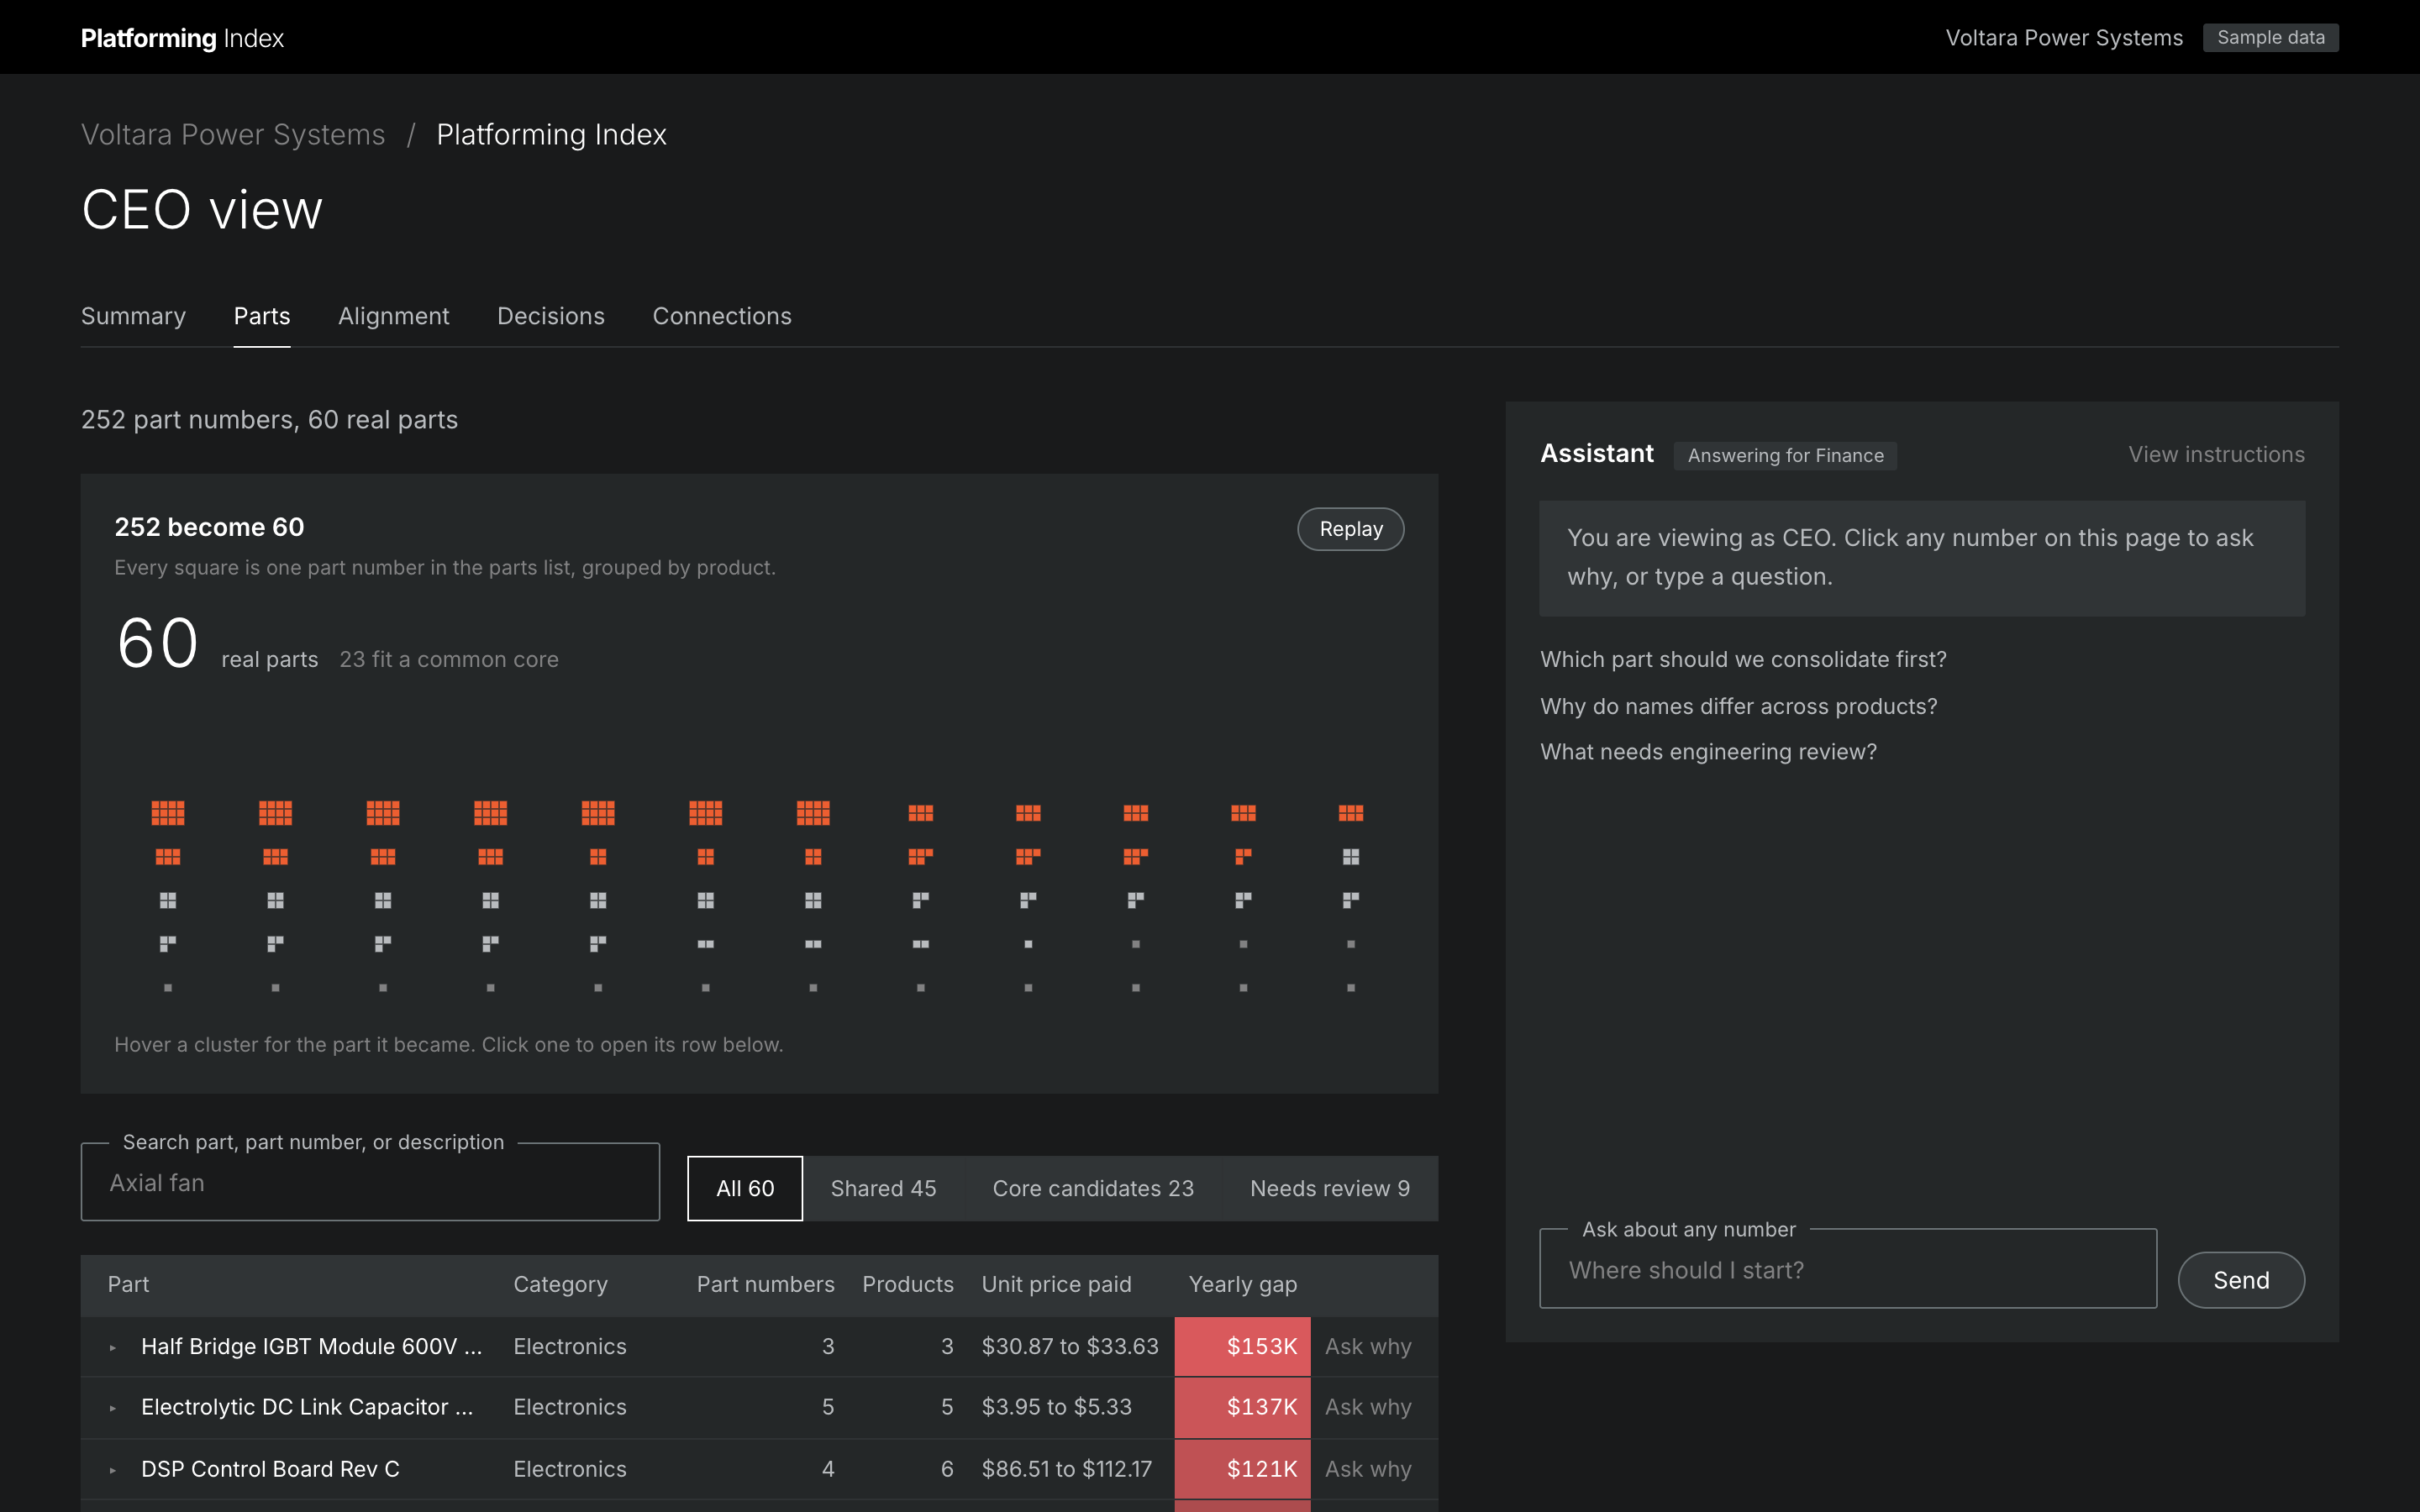 Platforming Index
Voltara Power Systems Sample data
Voltara Power Systems / Platforming Index
CEO view
Summary Parts Alignment Decisions Connections
252 part numbers, 60 real parts
252 become 60
Replay
Every square is one part number in the parts list, grouped by product.
60 real parts 23 fit a common core
Hover a cluster for the part it became. Click one to open its row below.
Search part, part number, or description
Axial fan
All 60 Shared 45 Core candidates 23 Needs review 9
Part Category Part numbers Products Unit price paid Yearly gap
Half Bridge IGBT Module 600V ... Electronics 3 3 $30.87 to $33.63 $153K Ask why
Electrolytic DC Link Capacitor ... Electronics 5 5 $3.95 to $5.33 $137K Ask why
DSP Control Board Rev C Electronics 4 6 $86.51 to $112.17 $121K Ask why
Assistant Answering for Finance View instructions
You are viewing as CEO. Click any number on this page to ask
why, or type a question.
Which part should we consolidate first?
Why do names differ across products?
What needs engineering review?
Ask about any number
Where should I start?
Send